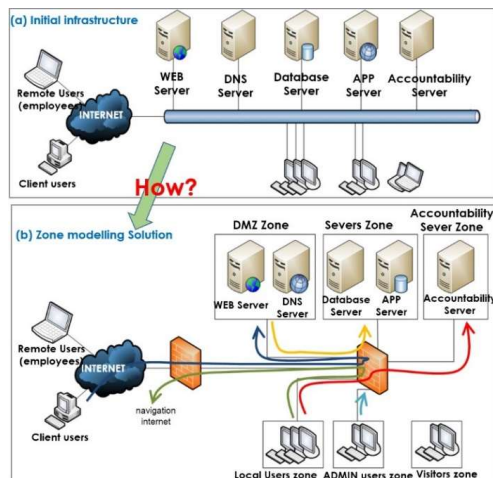 (a) Initial infrastructure
WEB
Server
DNS
Server
Database
Server
APP
Server
Accountability
Server
Remote Users
(employees)
INTERNET
Client users
How?
(b) Zone modelling Solution
DMZ Zone
Severs Zone
Accountability
Sever Zone
WEB Server
DNS
Server
Database
Server
APP
Server
Accountability
Server
Remote Users
(employees)
INTERNET
Client users
navigation
internet
Local Users zone
ADMIN users zone
Visitors zone